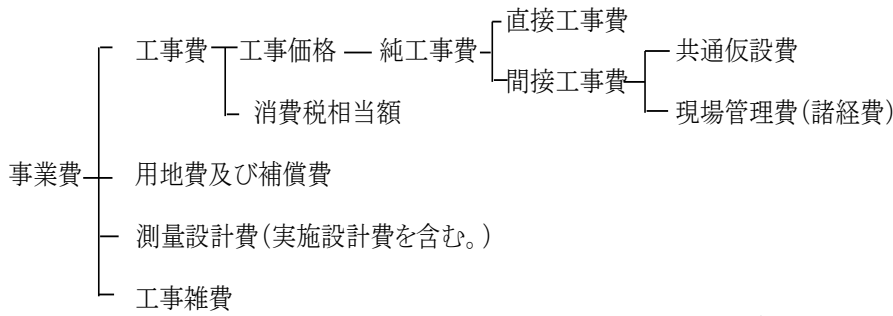 直接工事費
工事費 工事価格 純工事費 共通仮設費
間接工事費
消費税相当額 現場管理費(諸経費)
事業費 用地費及び補償費
測量設計費(実施設計費を含む。)
工事雑費